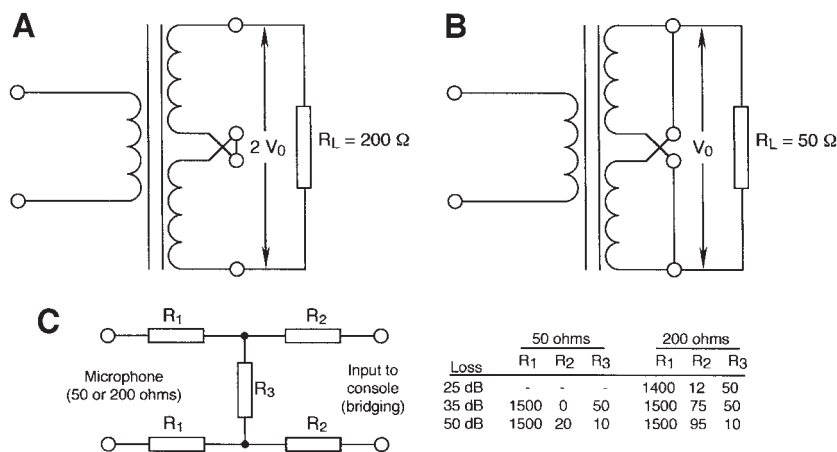 A
2 V₀
R_L = 200 Ω
B
V₀
R_L = 50 Ω
C
R₁ R₂
R₃
Microphone
(50 or 200 ohms)
Input to
console
(bridging)
R₁ R₂
50 ohms 200 ohms
Loss R₁ R₂ R₃ R₁ R₂ R₃
25 dB - - - 1400 12 50
35 dB 1500 0 50 1500 75 50
50 dB 1500 20 10 1500 95 10